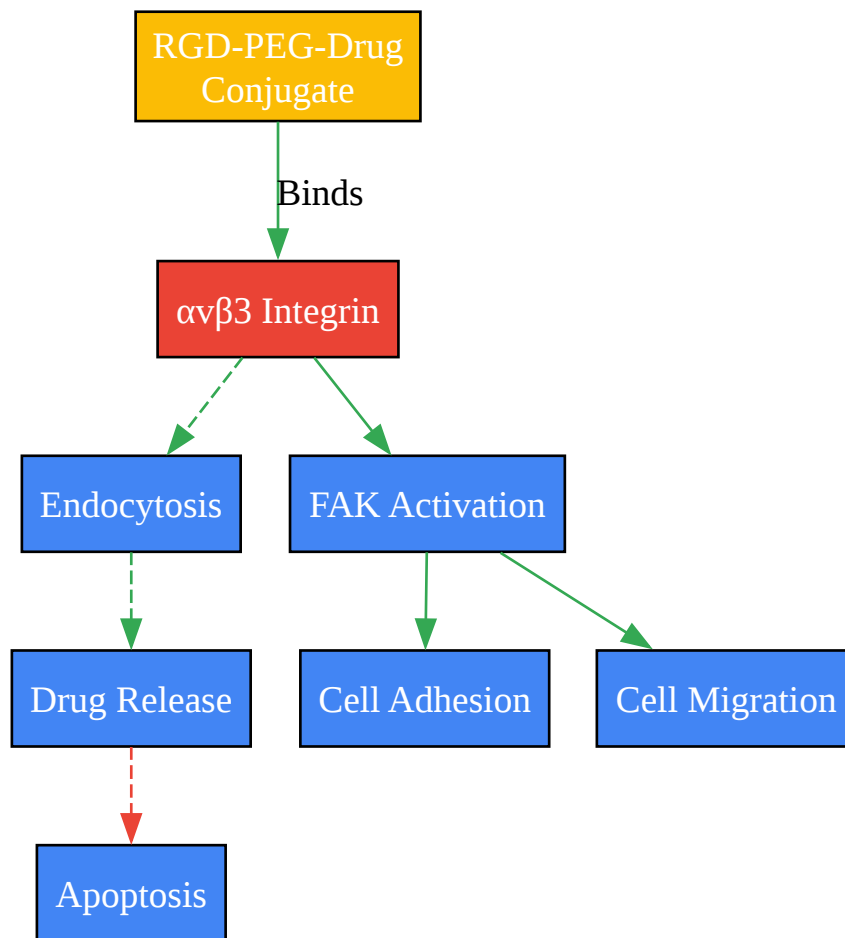 RGD-PEG-Drug
Conjugate
Binds
αvβ3 Integrin
Endocytosis
FAK Activation
Drug Release
Cell Adhesion
Cell Migration
Apoptosis